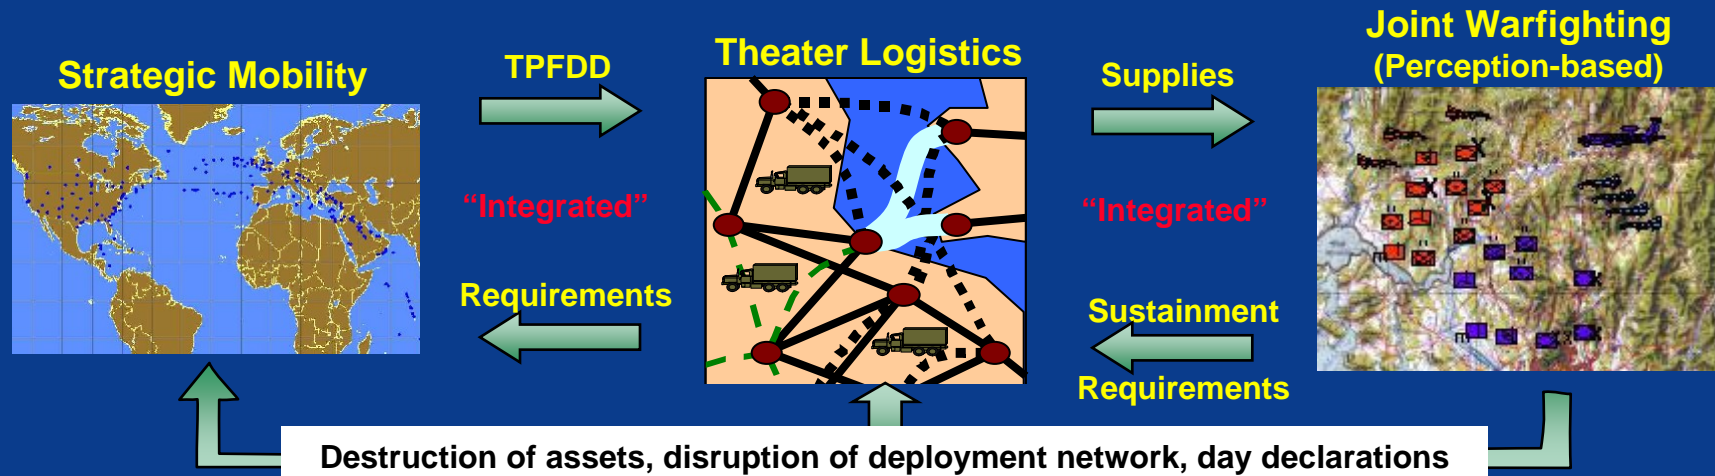 Strategic Mobility
TPFDD
“Integrated”
Requirements
Theater Logistics
Supplies
“Integrated”
Sustainment
Requirements
Joint Warfighting
(Perception-based)
Destruction of assets, disruption of deployment network, day declarations